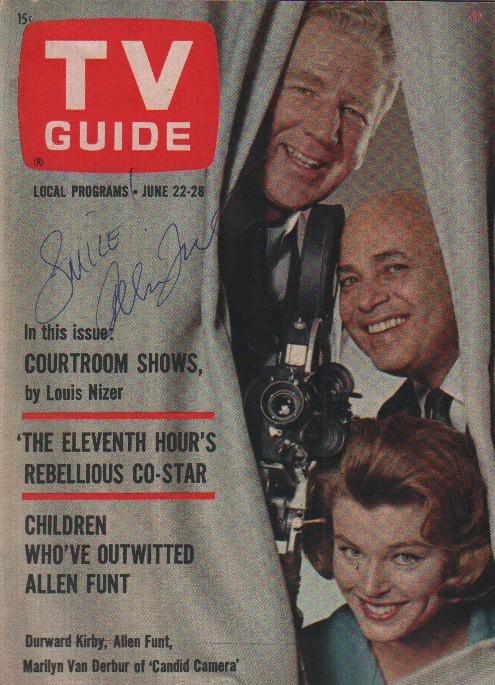 15¢
TV
GUIDE
®
LOCAL PROGRAMS • JUNE 22-28
SMILE
Allen Funt
In this issue:
COURTROOM SHOWS,
by Louis Nizer
'THE ELEVENTH HOUR'S
REBELLIOUS CO-STAR
CHILDREN
WHO'VE OUTWITTED
ALLEN FUNT
Durward Kirby, Allen Funt,
Marilyn Van Derbur of 'Candid Camera'